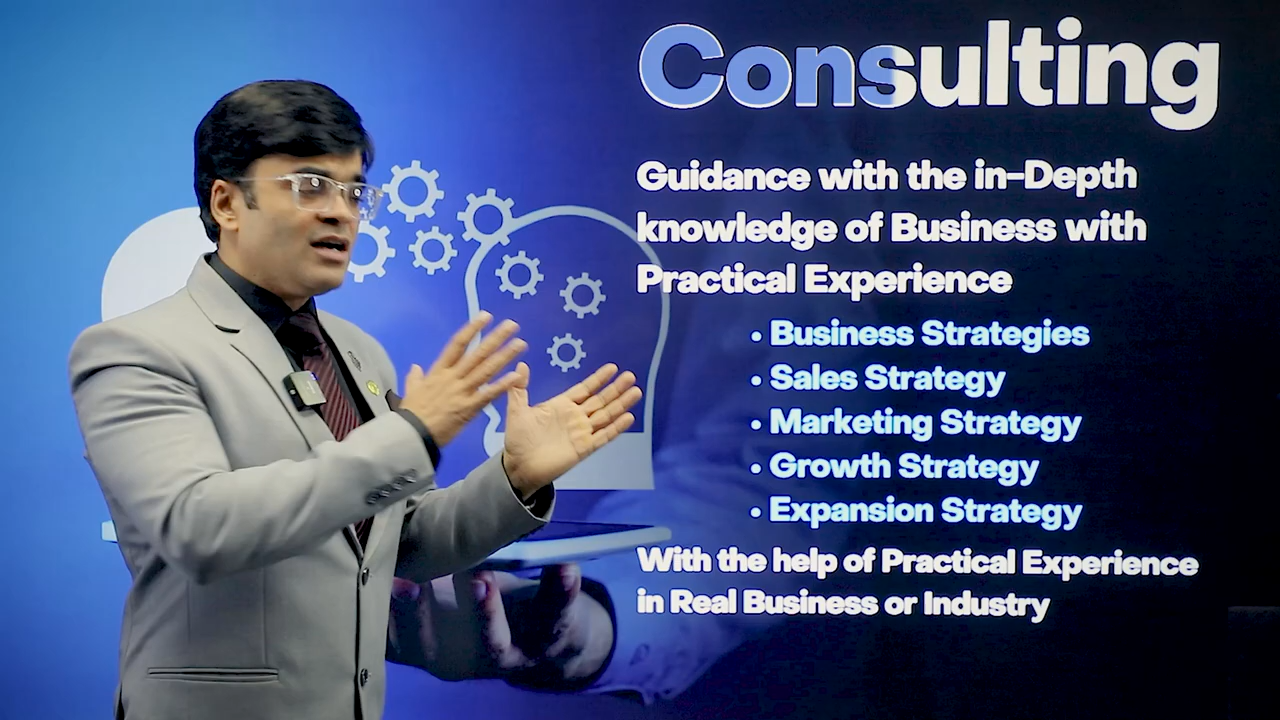 Consulting
Guidance with the in-Depth
knowledge of Business with
Practical Experience
• Business Strategies
• Sales Strategy
• Marketing Strategy
• Growth Strategy
• Expansion Strategy
With the help of Practical Experience
in Real Business or Industry